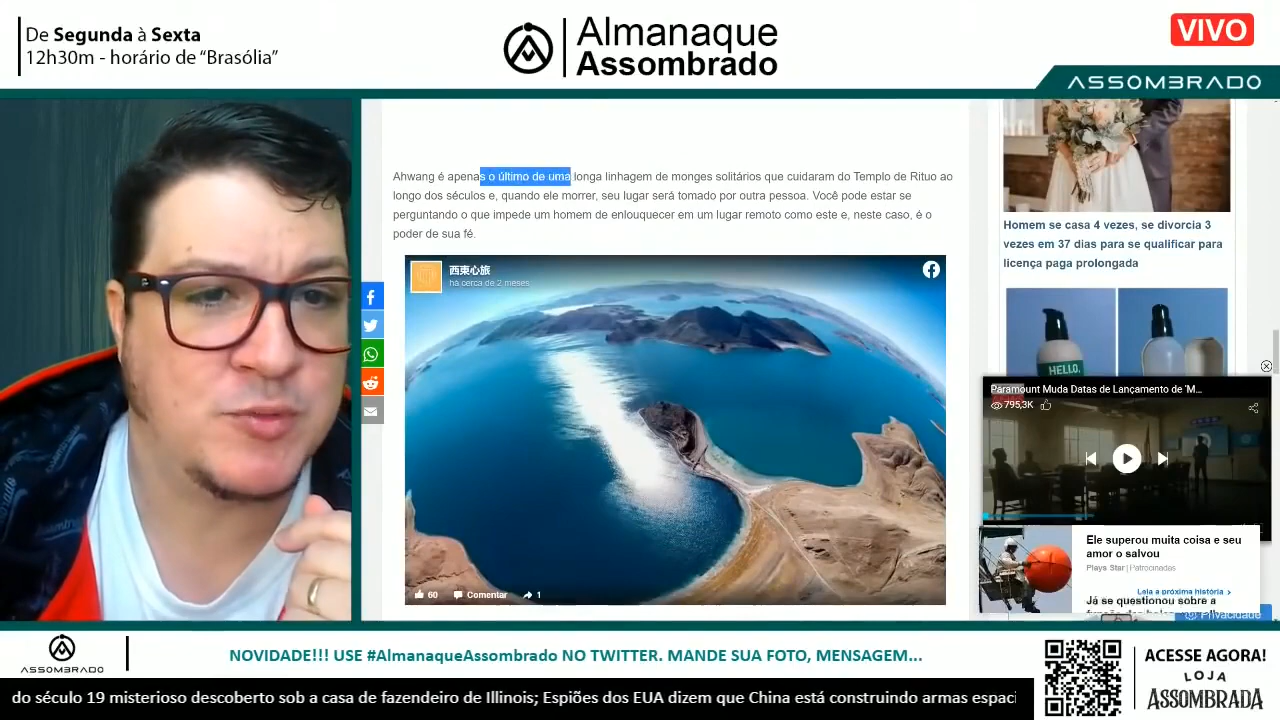 De Segunda à Sexta
12h30m - horário de “Brasólia”
Almanaque
Assombrado
VIVO
ASSOMBRADO
Ahwang é apenas o último de uma longa linhagem de monges solitários que cuidaram do Templo de Rituo ao
longo dos séculos e, quando ele morrer, seu lugar será tomado por outra pessoa. Você pode estar se
perguntando o que impede um homem de enlouquecer em um lugar remoto como este e, neste caso, é o
poder de sua fé.
西東心旅
há cerca de 2 meses
60
Comentar
1
Homem se casa 4 vezes, se divorcia 3
vezes em 37 dias para se qualificar para
licença paga prolongada
HELLO.
Paramount Muda Datas de Lançamento de 'M...
795,3K
Ele superou muita coisa e seu
amor o salvou
Plays Star | Patrocinadas
Leia a próxima história
Já se questionou sobre a
Privacidade
ASSOMBRADO
NOVIDADE!!! USE #AlmanaqueAssombrado NO TWITTER. MANDE SUA FOTO, MENSAGEM...
ACESSE AGORA!
LOJA
ASSOMBRADA
do século 19 misterioso descoberto sob a casa de fazendeiro de Illinois; Espiões dos EUA dizem que China está construindo armas espaci